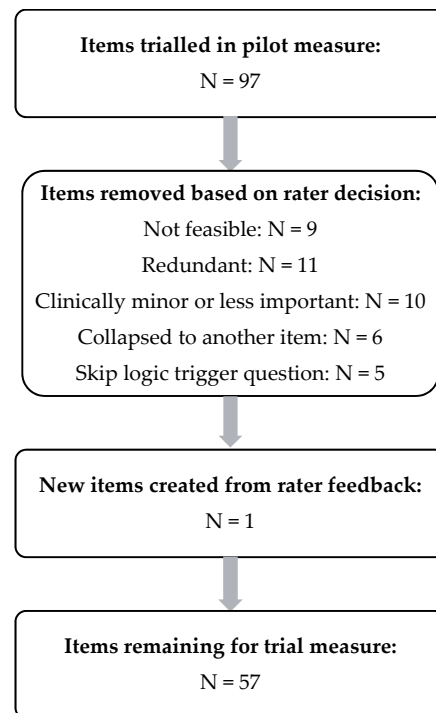 Items trialled in pilot measure:
N = 97
Items removed based on rater decision:
Not feasible: N = 9
Redundant: N = 11
Clinically minor or less important: N = 10
Collapsed to another item: N = 6
Skip logic trigger question: N = 5
New items created from rater feedback:
N = 1
Items remaining for trial measure:
N = 57